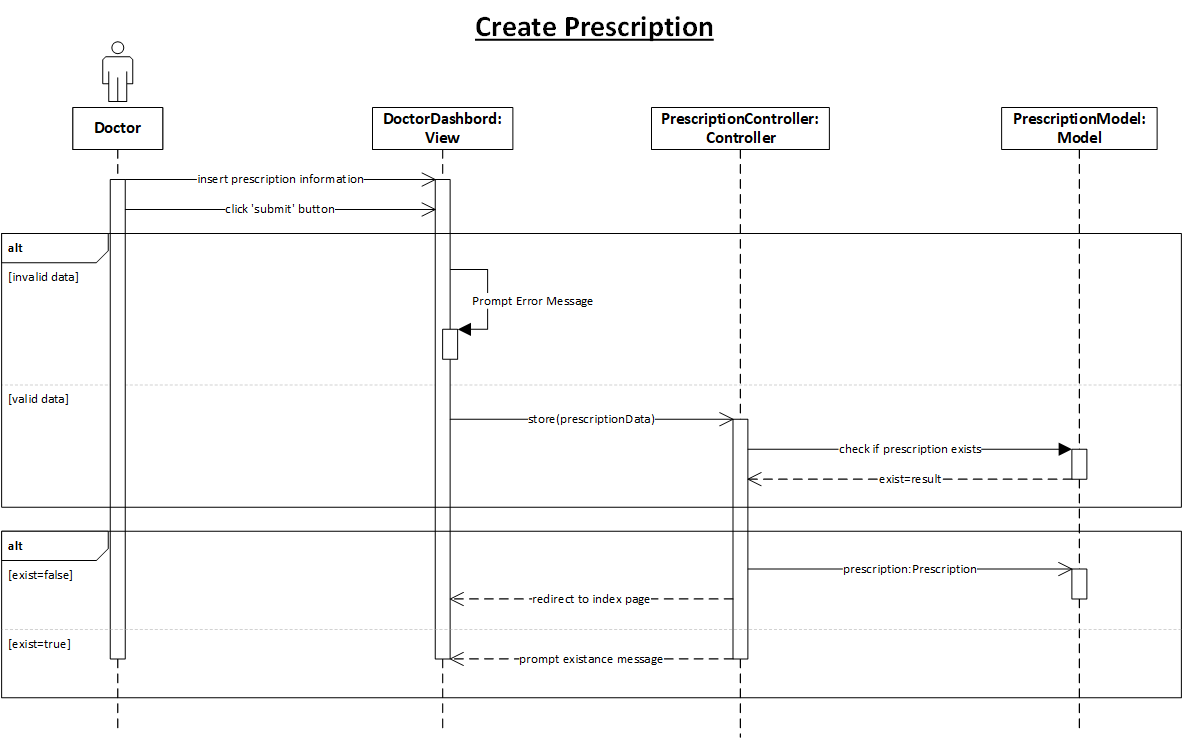 Create Prescription
Doctor
DoctorDashbord:
View
PrescriptionController:
Controller
PrescriptionModel:
Model
insert prescription information
click 'submit' button
alt
[invalid data]
Prompt Error Message
[valid data]
store(prescriptionData)
check if prescription exists
exist=result
alt
[exist=false]
prescription:Prescription
redirect to index page
[exist=true]
prompt existance message